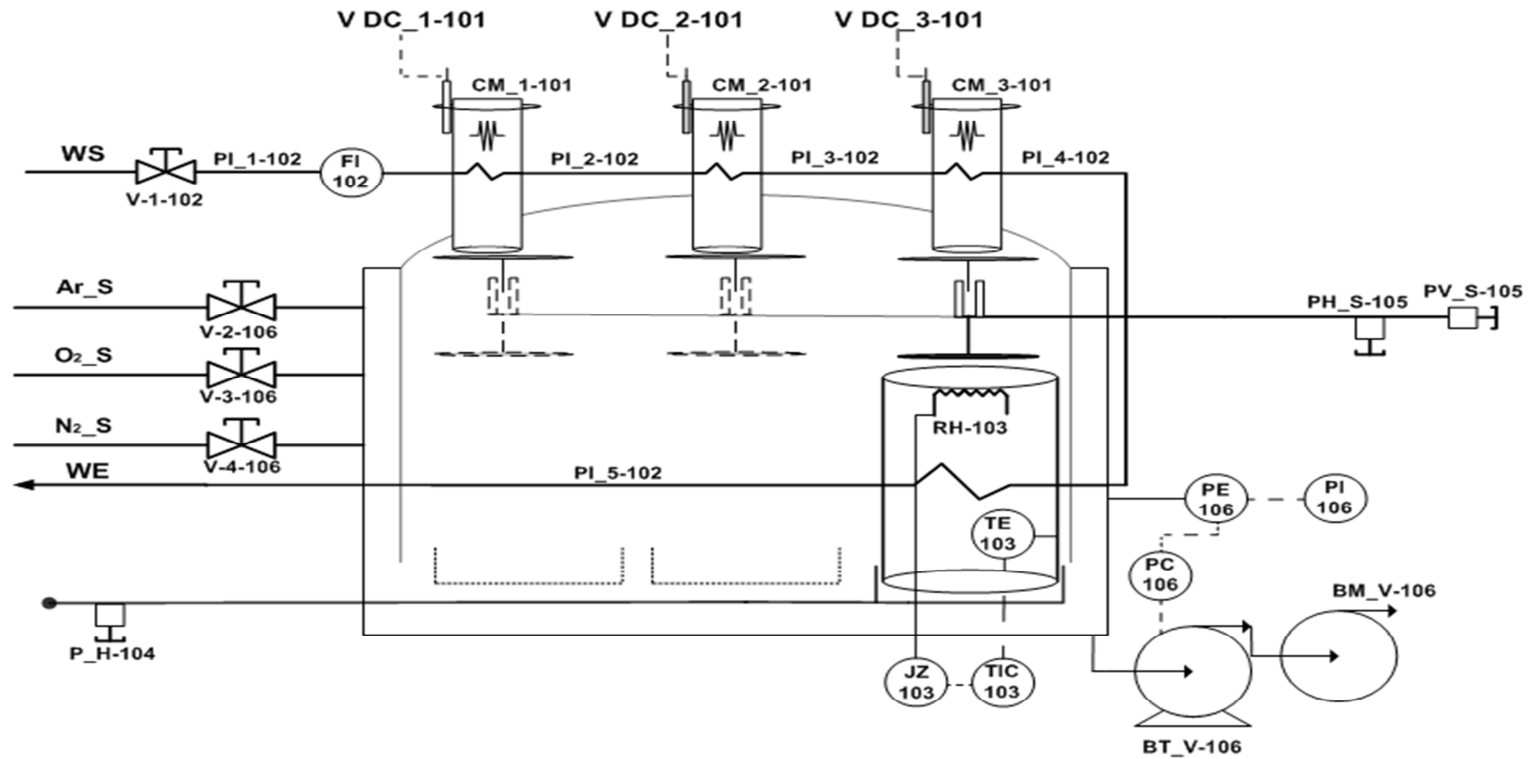 V DC_1-101
V DC_2-101
V DC_3-101
CM_1-101
CM_2-101
CM_3-101
WS
PI_1-102
FI
102
PI_2-102
PI_3-102
PI_4-102
V-1-102
Ar_S
V-2-106
PH_S-105
PV_S-105
O₂_S
V-3-106
N₂_S
V-4-106
RH-103
WE
PI_5-102
PE
106
PI
106
TE
103
PC
106
BM_V-106
P_H-104
JZ
103
TIC
103
BT_V-106